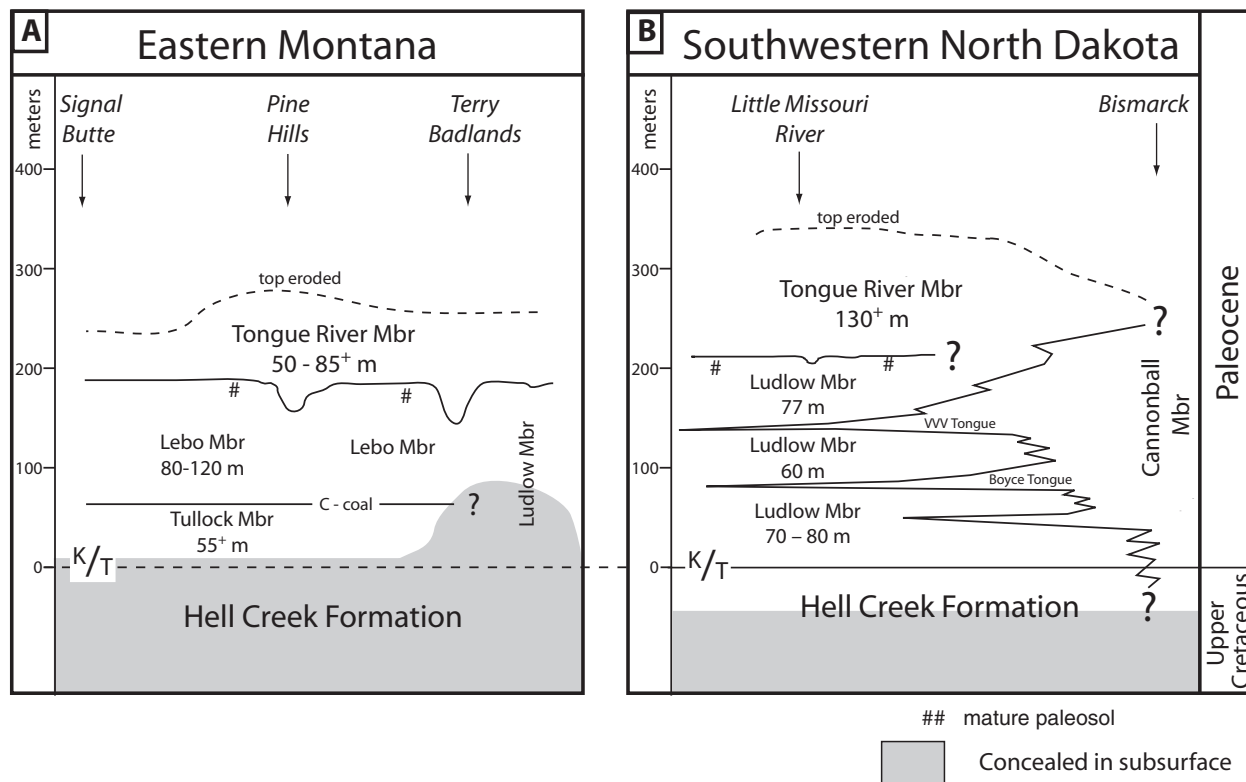 A
Eastern Montana
meters
Signal
Butte
Pine
Hills
Terry
Badlands
400
300
200
100
0
top eroded
Tongue River Mbr
50 - 85+ m
#
#
Lebo Mbr
80-120 m
Lebo Mbr
Ludlow Mbr
C - coal
?
Tullock Mbr
55+ m
K/T
Hell Creek Formation
B
Southwestern North Dakota
meters
Little Missouri
River
Bismarck
400
300
200
100
0
top eroded
Tongue River Mbr
130+ m
?
?
#
#
Ludlow Mbr
77 m
VVV Tongue
Ludlow Mbr
60 m
Boyce Tongue
Ludlow Mbr
70 – 80 m
Cannonball
Mbr
K/T
Hell Creek Formation
?
Paleocene
Upper
Cretaceous
## mature paleosol
Concealed in subsurface